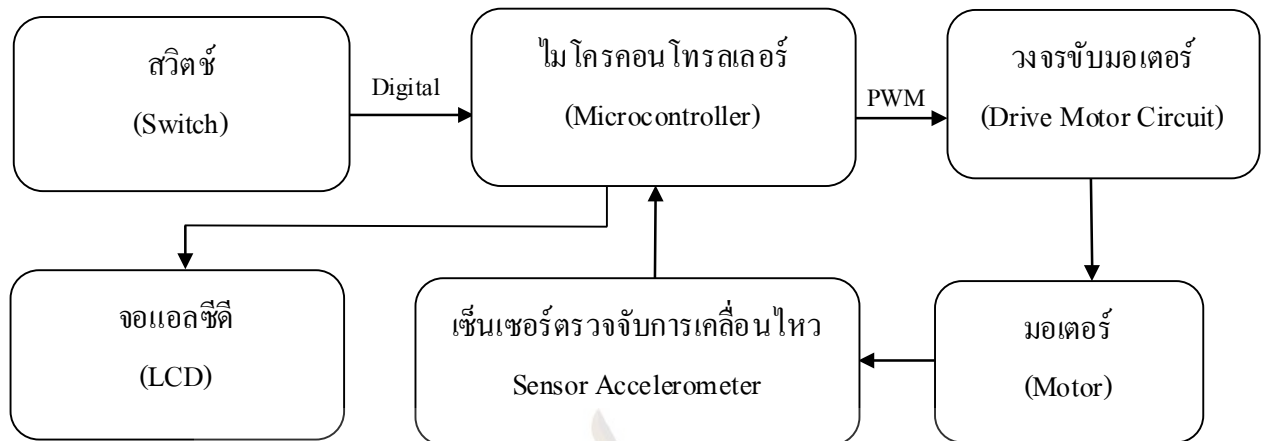 สวิตช์
(Switch)
Digital
ไมโครคอนโทรลเลอร์
(Microcontroller)
PWM
วงจรขับมอเตอร์
(Drive Motor Circuit)
จอแอลซีดี
(LCD)
เซ็นเซอร์ตรวจจับการเคลื่อนไหว
Sensor Accelerometer
มอเตอร์
(Motor)